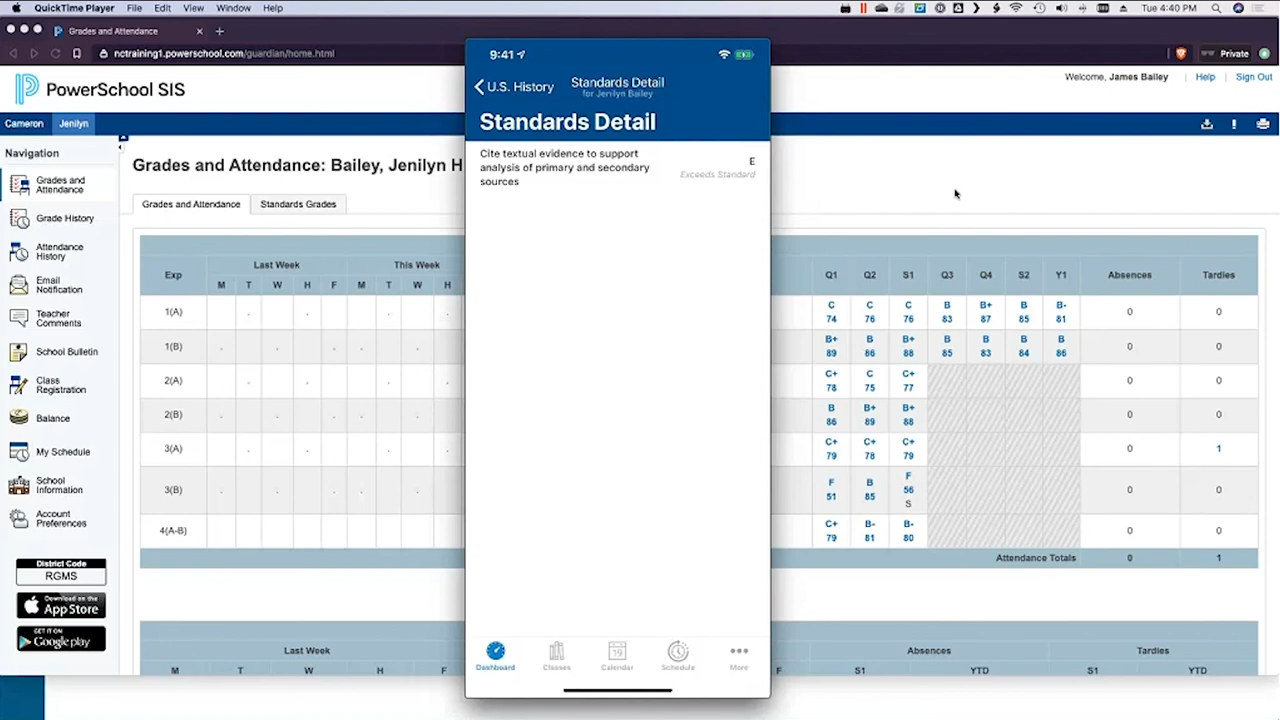 QuickTime Player File Edit View Window Help
Tue 4:40 PM
Grades and Attendance
nctraining1.powerschool.com/guardian/home.html
Private
PowerSchool SIS
Welcome, James Bailey Help Sign Out
Cameron Jenilyn
Navigation
Grades and
Attendance
Grade History
Attendance
History
Email
Notification
Teacher
Comments
School Bulletin
Class
Registration
Balance
My Schedule
School
Information
Account
Preferences
District Code
RGMS
Download on the
App Store
GET IT ON
Google play
Grades and Attendance: Bailey, Jenilyn H
Grades and Attendance Standards Grades
Exp Last Week This Week Q1 Q2 S1 Q3 Q4 S2 Y1 Absences Tardies
M T W H F M T W H
1(A) C 74 C 76 C 76 B 83 B+ 87 B 85 B- 81 0 0
1(B) B+ 89 B 86 B+ 88 B 85 B 83 B 84 B 86 0 0
2(A) C+ 78 C 75 C+ 77 0 0
2(B) B 86 B+ 89 B+ 88 0 0
3(A) C+ 79 C+ 78 C+ 79 0 1
3(B) F 51 B 85 F 56 S 0 0
4(A-B) C+ 79 B- 81 B- 80 0 0
Attendance Totals 0 1
Last Week Absences Tardies
M T W H F F S1 YTD S1 YTD
9:41
U.S. History
Standards Detail
for Jenilyn Bailey
Standards Detail
Cite textual evidence to support
analysis of primary and secondary
sources
E
Exceeds Standard
19
Dashboard Classes Calendar Schedule More